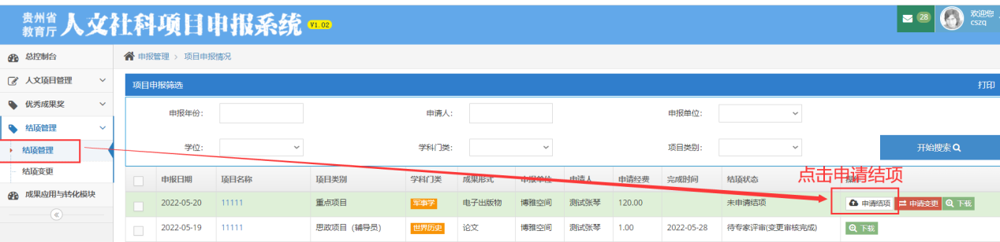 贵州省
教育厅 人文社科项目申报系统 V1.02
28 欢迎您
cszq
总控制台 申报管理 > 项目申报情况
人文项目管理
项目申报筛选 打印
优秀成果奖
申报年份: 申请人: 申报单位:
结项管理
结项管理 学位: 学科门类: 项目类别: 开始搜索
结项变更
点击申请结项
申报日期 项目名称 项目类别 学科门类 成果形式 申报单位 申请人 申请经费 完成时间 结项状态
成果应用与转化模块
2022-05-20 11111 重点项目 军事学 电子出版物 博雅空间 测试张琴 120.00 未申请结项 申请结项 申请变更 下载
2022-05-19 11111 思政项目（辅导员） 世界历史 论文 博雅空间 测试张琴 1.00 2022-05-28 待专家评审(变更审核完成) 下载